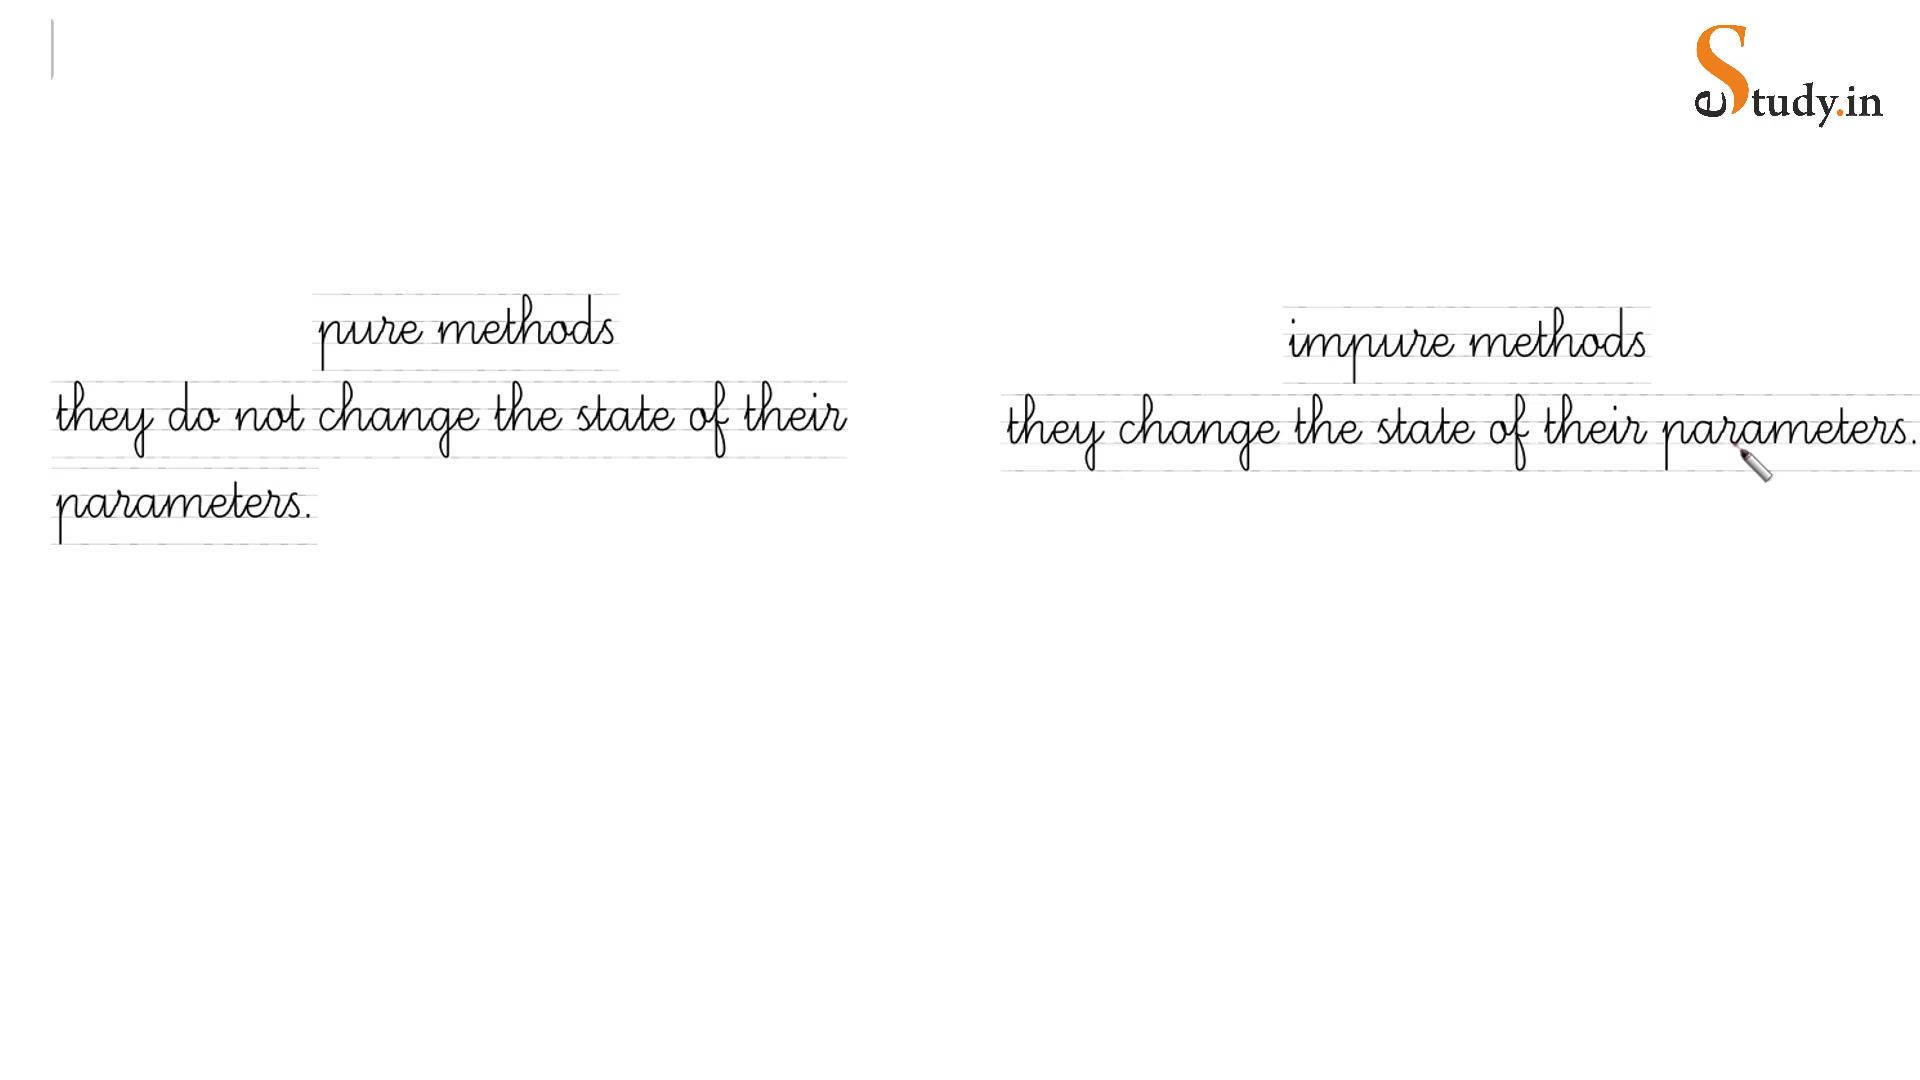 eStudy.in
pure methods
they do not change the state of their
parameters.
impure methods
they change the state of their parameters.